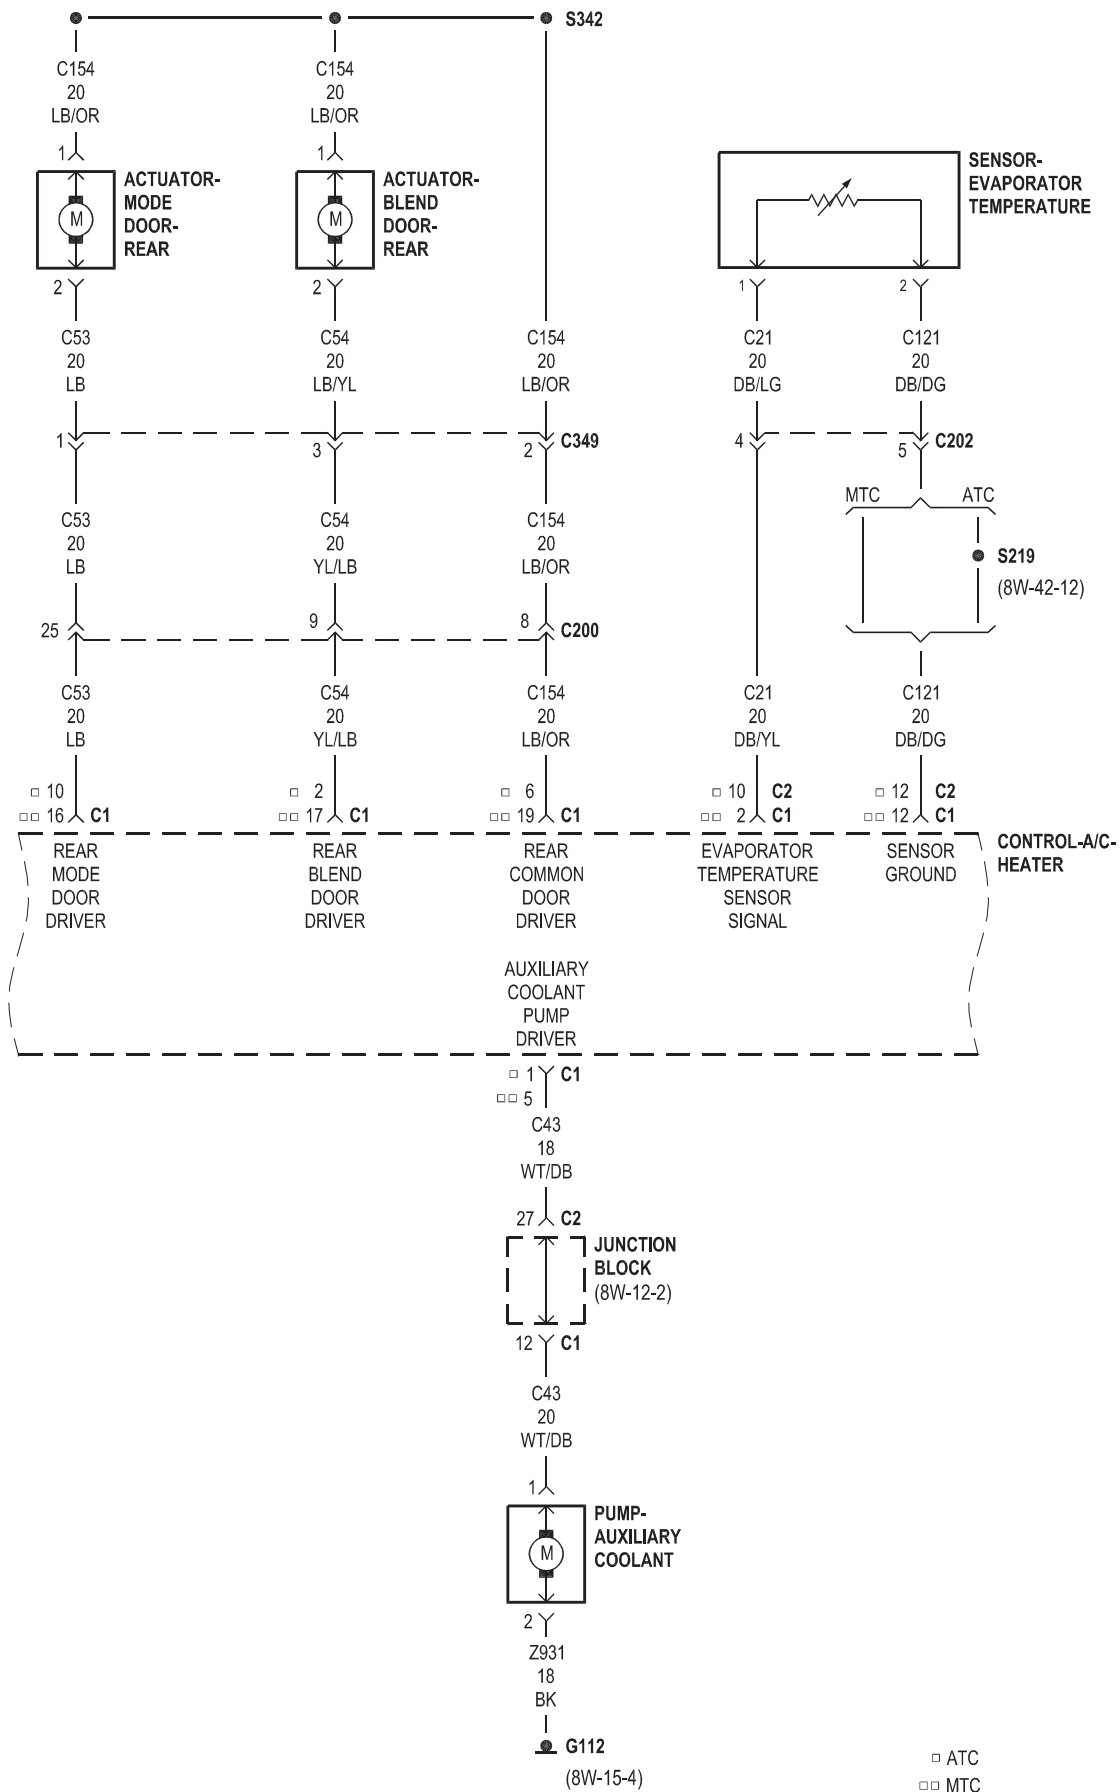 S342
C154
20
LB/OR
C154
20
LB/OR
1
1
ACTUATOR-
MODE
DOOR-
REAR
M
ACTUATOR-
BLEND
DOOR-
REAR
M
SENSOR-
EVAPORATOR
TEMPERATURE
2
2
1
2
C53
20
LB
C54
20
LB/YL
C154
20
LB/OR
C21
20
DB/LG
C121
20
DB/DG
1
3
2
C349
4
5
C202
MTC
ATC
C53
20
LB
C54
20
YL/LB
C154
20
LB/OR
S219
(8W-42-12)
25
9
8
C200
C53
20
LB
C54
20
YL/LB
C154
20
LB/OR
C21
20
DB/YL
C121
20
DB/DG
□ 10
□□ 16 C1
□ 2
□□ 17 C1
□ 6
□□ 19 C1
□ 10 C2
□□ 2 C1
□ 12 C2
□□ 12 C1
CONTROL-A/C-
HEATER
REAR
MODE
DOOR
DRIVER
REAR
BLEND
DOOR
DRIVER
REAR
COMMON
DOOR
DRIVER
EVAPORATOR
TEMPERATURE
SENSOR
SIGNAL
SENSOR
GROUND
AUXILIARY
COOLANT
PUMP
DRIVER
□ 1 C1
□□ 5
C43
18
WT/DB
27 C2
JUNCTION
BLOCK
(8W-12-2)
12 C1
C43
20
WT/DB
1
PUMP-
AUXILIARY
COOLANT
M
2
Z931
18
BK
G112
(8W-15-4)
□ ATC
□□ MTC